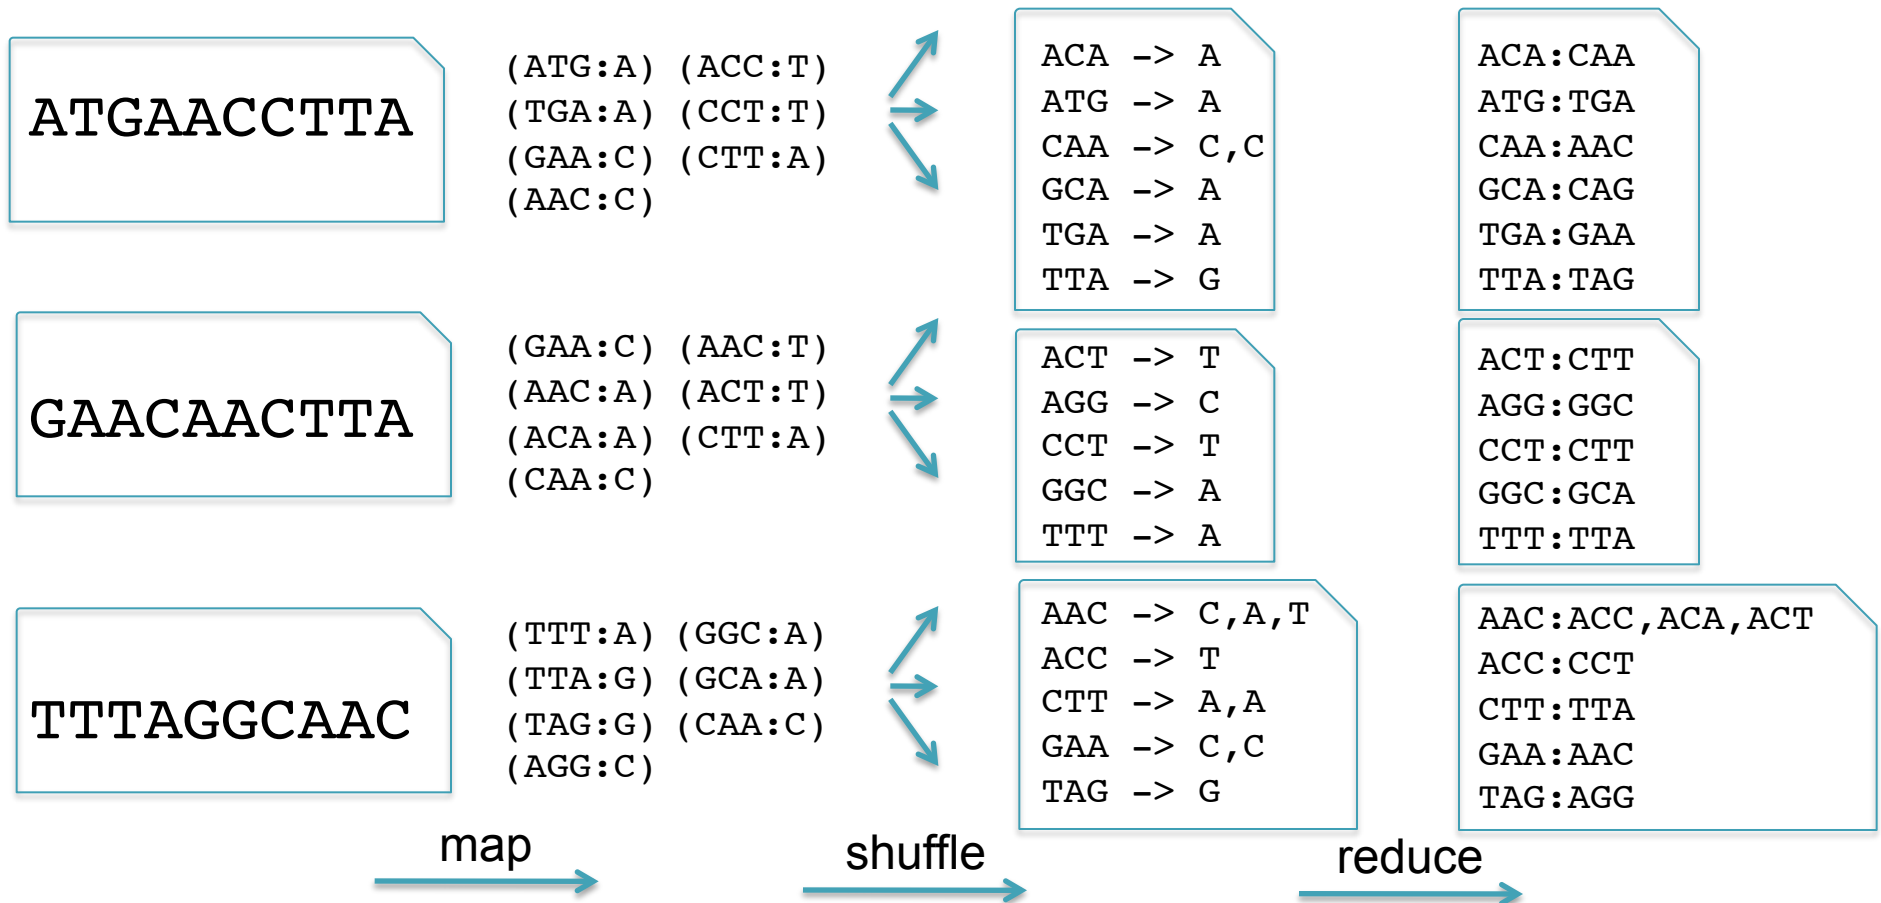 ATGAACCTTA
(ATG:A) (ACC:T)
(TGA:A) (CCT:T)
(GAA:C) (CTT:A)
(AAC:C)
ACA -> A
ATG -> A
CAA -> C,C
GCA -> A
TGA -> A
TTA -> G
ACA:CAA
ATG:TGA
CAA:AAC
GCA:CAG
TGA:GAA
TTA:TAG
GAACAACTTA
(GAA:C) (AAC:T)
(AAC:A) (ACT:T)
(ACA:A) (CTT:A)
(CAA:C)
ACT -> T
AGG -> C
CCT -> T
GGC -> A
TTT -> A
ACT:CTT
AGG:GGC
CCT:CTT
GGC:GCA
TTT:TTA
TTTAGGCAAC
(TTT:A) (GGC:A)
(TTA:G) (GCA:A)
(TAG:G) (CAA:C)
(AGG:C)
AAC -> C,A,T
ACC -> T
CTT -> A,A
GAA -> C,C
TAG -> G
AAC:ACC,ACA,ACT
ACC:CCT
CTT:TTA
GAA:AAC
TAG:AGG
map
shuffle
reduce